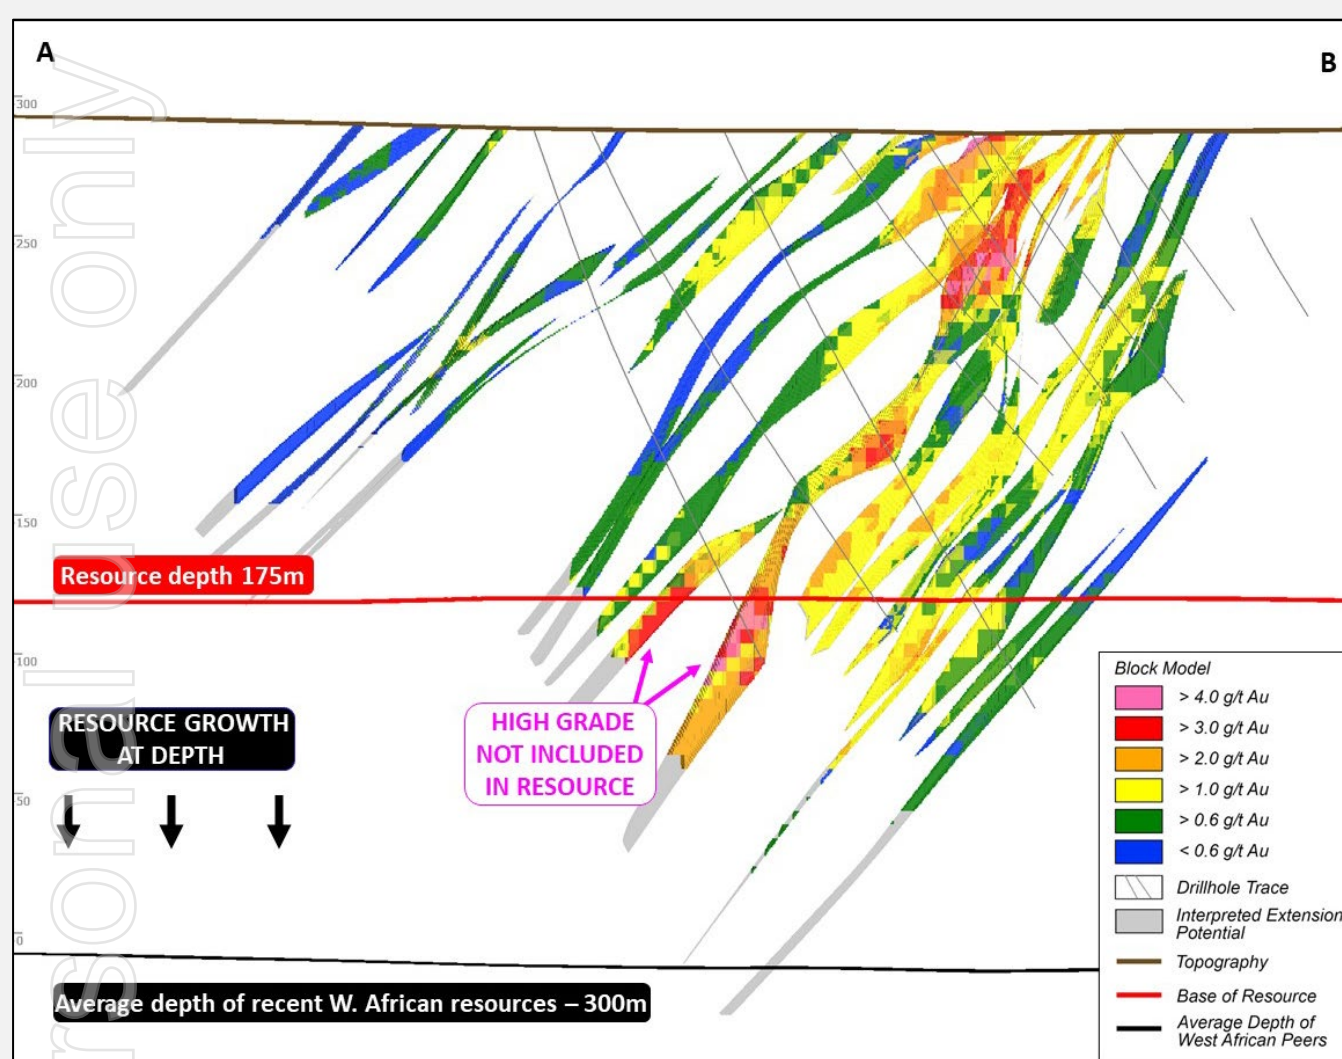 A
B
300
250
200
150
100
50
0
Resource depth 175m
RESOURCE GROWTH
AT DEPTH
HIGH GRADE
NOT INCLUDED
IN RESOURCE
Average depth of recent W. African resources – 300m
Block Model
> 4.0 g/t Au
> 3.0 g/t Au
> 2.0 g/t Au
> 1.0 g/t Au
> 0.6 g/t Au
< 0.6 g/t Au
Drillhole Trace
Interpreted Extension
Potential
Topography
Base of Resource
Average Depth of
West African Peers
rsonal use only